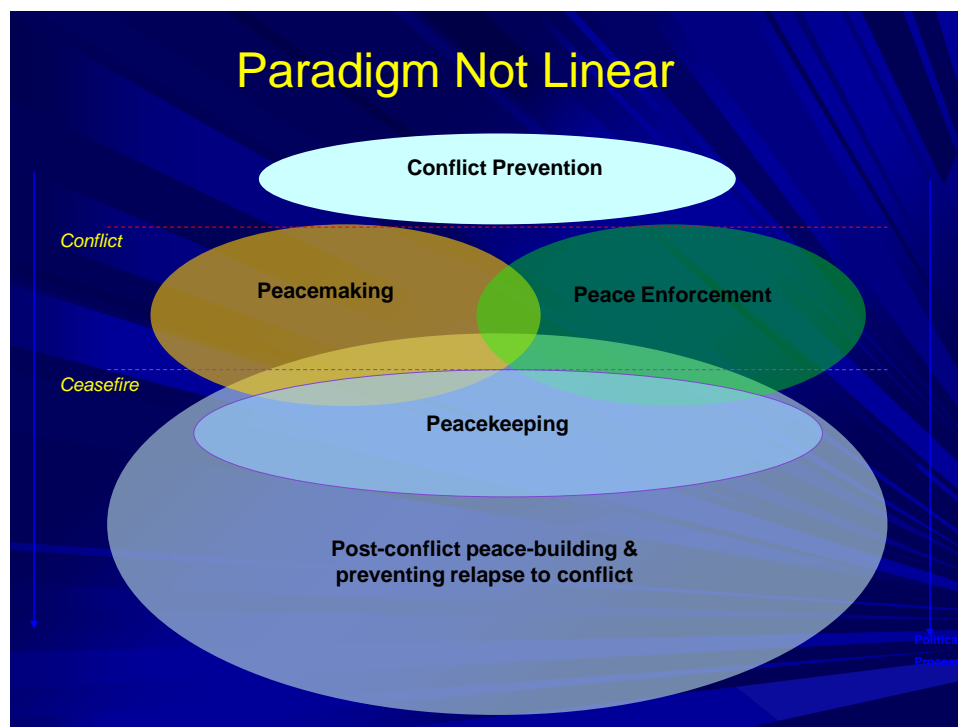 Paradigm Not Linear
Conflict Prevention
Conflict
Peacemaking
Peace Enforcement
Ceasefire
Peacekeeping
Post-conflict peace-building &
preventing relapse to conflict